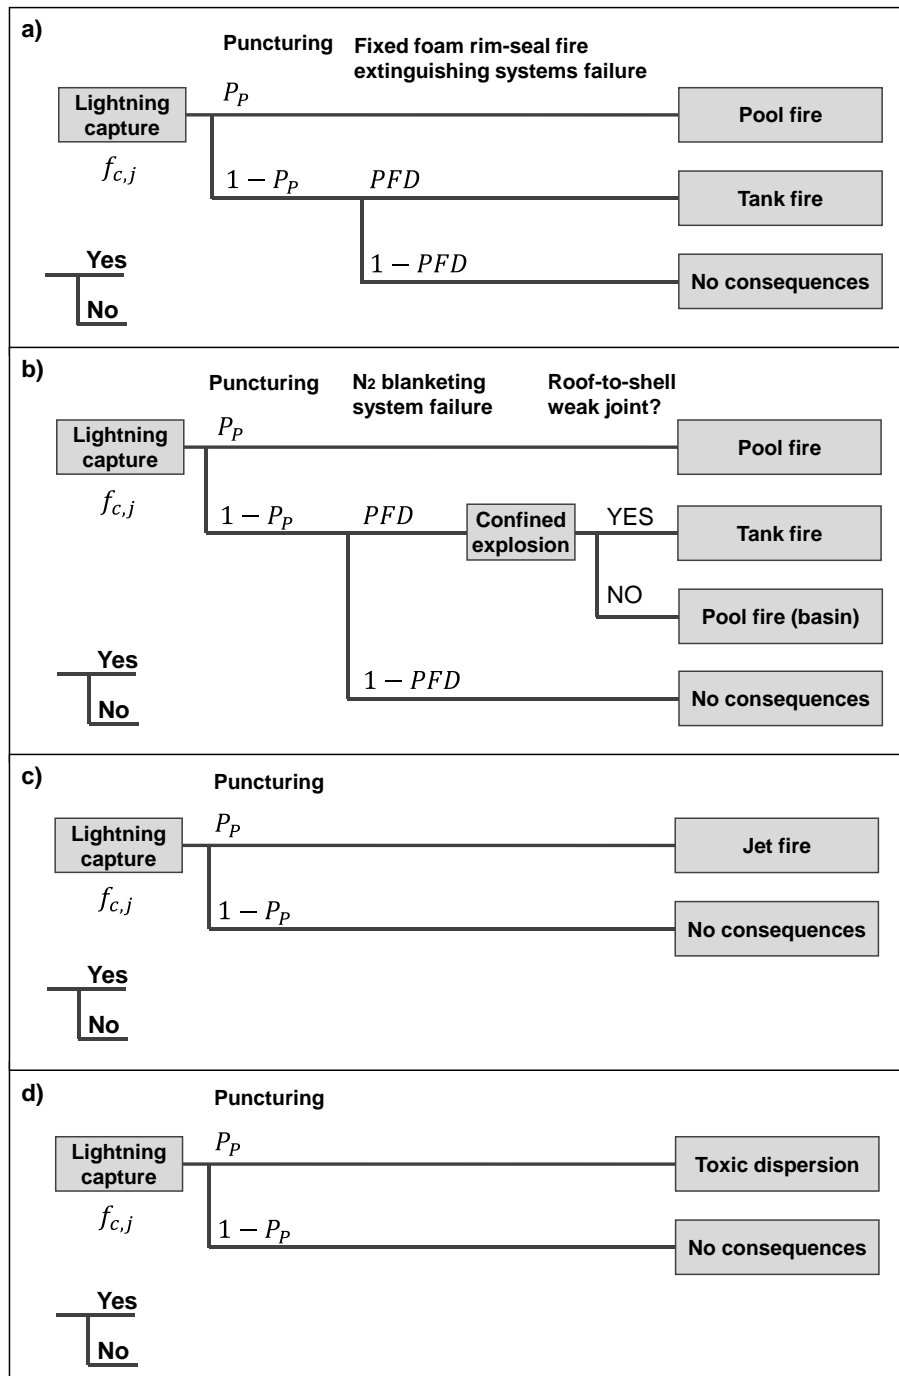 a)
Puncturing
Fixed foam rim-seal fire
extinguishing systems failure
Lightning
capture
P_P
Pool fire
f_{c,j}
1 − P_P
PFD
Tank fire
1 − PFD
No consequences
Yes
No
b)
Puncturing
N2 blanketing
system failure
Roof-to-shell
weak joint?
Lightning
capture
P_P
Pool fire
f_{c,j}
1 − P_P
PFD
Confined
explosion
YES
Tank fire
NO
Pool fire (basin)
1 − PFD
No consequences
Yes
No
c)
Puncturing
Lightning
capture
P_P
Jet fire
f_{c,j}
1 − P_P
No consequences
Yes
No
d)
Puncturing
Lightning
capture
P_P
Toxic dispersion
f_{c,j}
1 − P_P
No consequences
Yes
No